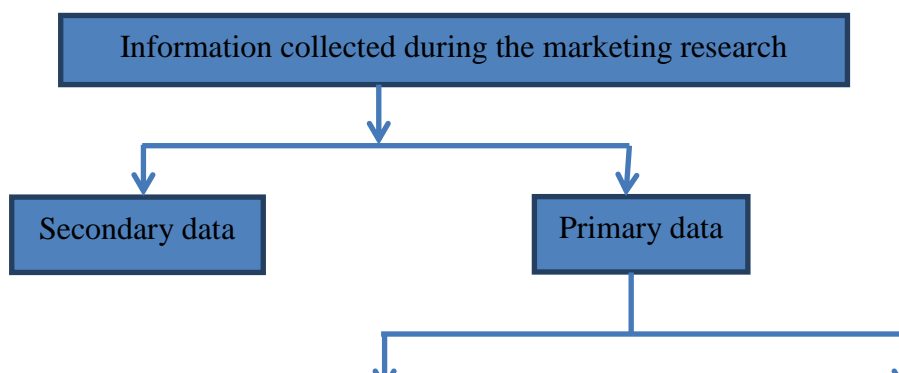 Information collected during the marketing research
Secondary data
Primary data